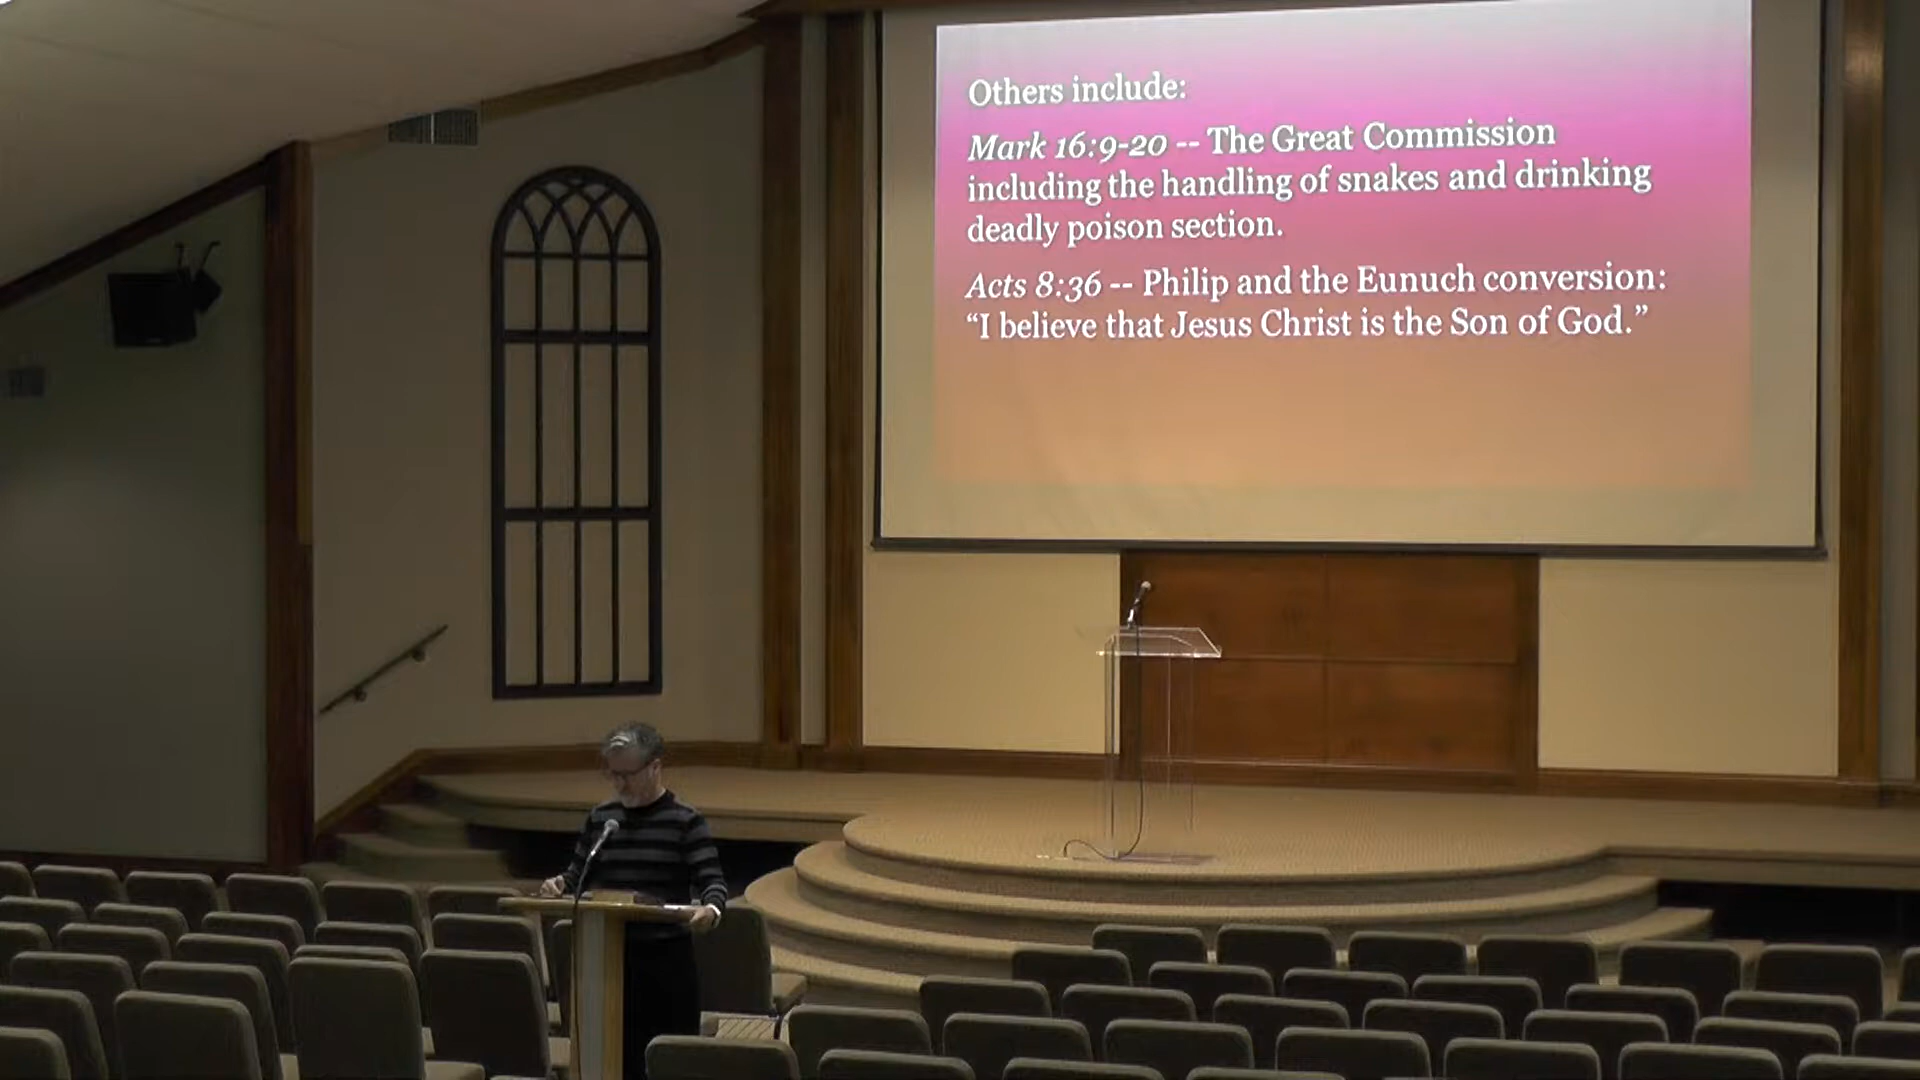 Others include:
Mark 16:9-20 -- The Great Commission
including the handling of snakes and drinking
deadly poison section.
Acts 8:36 -- Philip and the Eunuch conversion:
“I believe that Jesus Christ is the Son of God.”